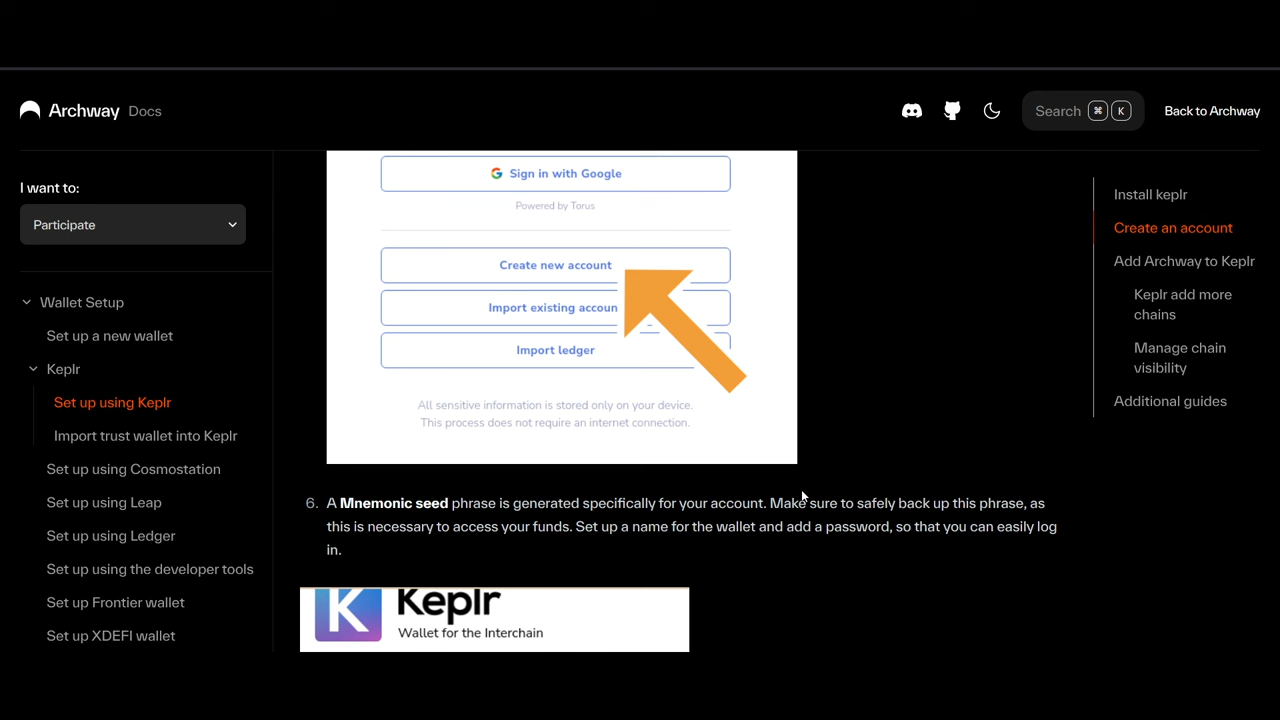 Archway Docs
Search ⌘ K
Back to Archway
I want to:
Participate
Wallet Setup
Set up a new wallet
Keplr
Set up using Keplr
Import trust wallet into Keplr
Set up using Cosmostation
Set up using Leap
Set up using Ledger
Set up using the developer tools
Set up Frontier wallet
Set up XDEFI wallet
Sign in with Google
Powered by Torus
Create new account
Import existing accoun
Import ledger
All sensitive information is stored only on your device.
This process does not require an internet connection.
6. A Mnemonic seed phrase is generated specifically for your account. Make sure to safely back up this phrase, as
this is necessary to access your funds. Set up a name for the wallet and add a password, so that you can easily log
in.
K Keplr
Wallet for the Interchain
Install keplr
Create an account
Add Archway to Keplr
Keplr add more
chains
Manage chain
visibility
Additional guides